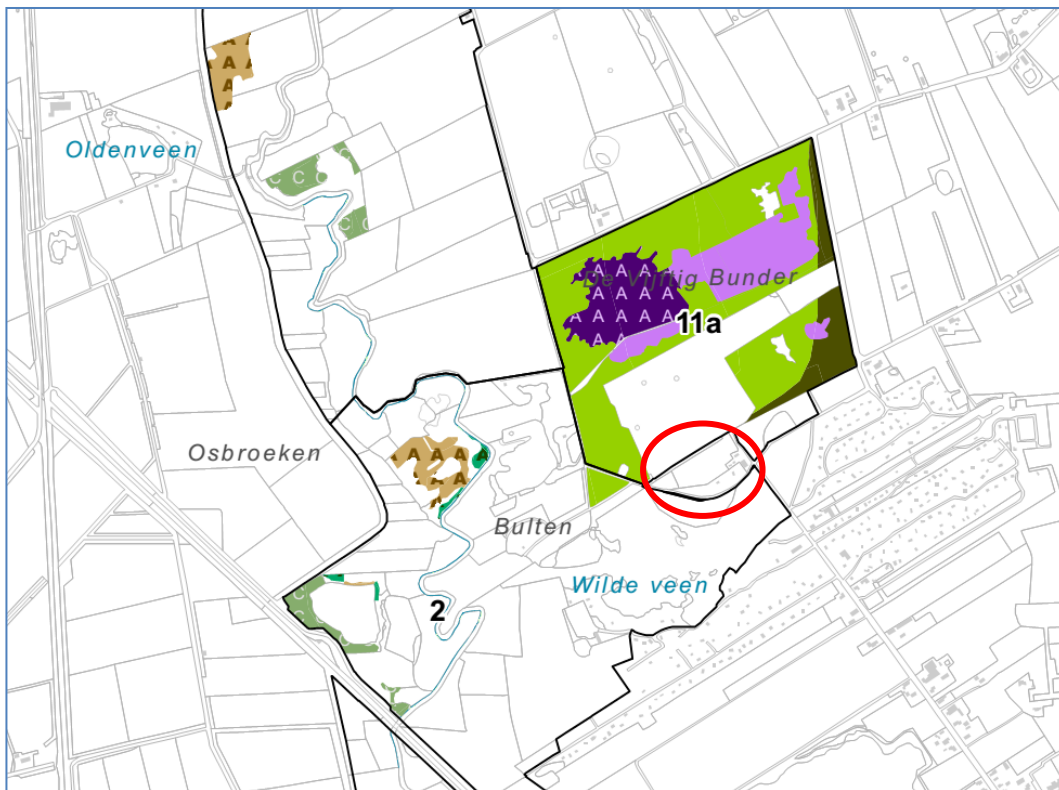 A A
A
A
A
Oldenveen
C C C
C C
A A A
De Vijftig Bunder
A A A A
A A A A A
11a
A A
Osbroeken
A A A A
A A
Bulten
Wilde veen
2